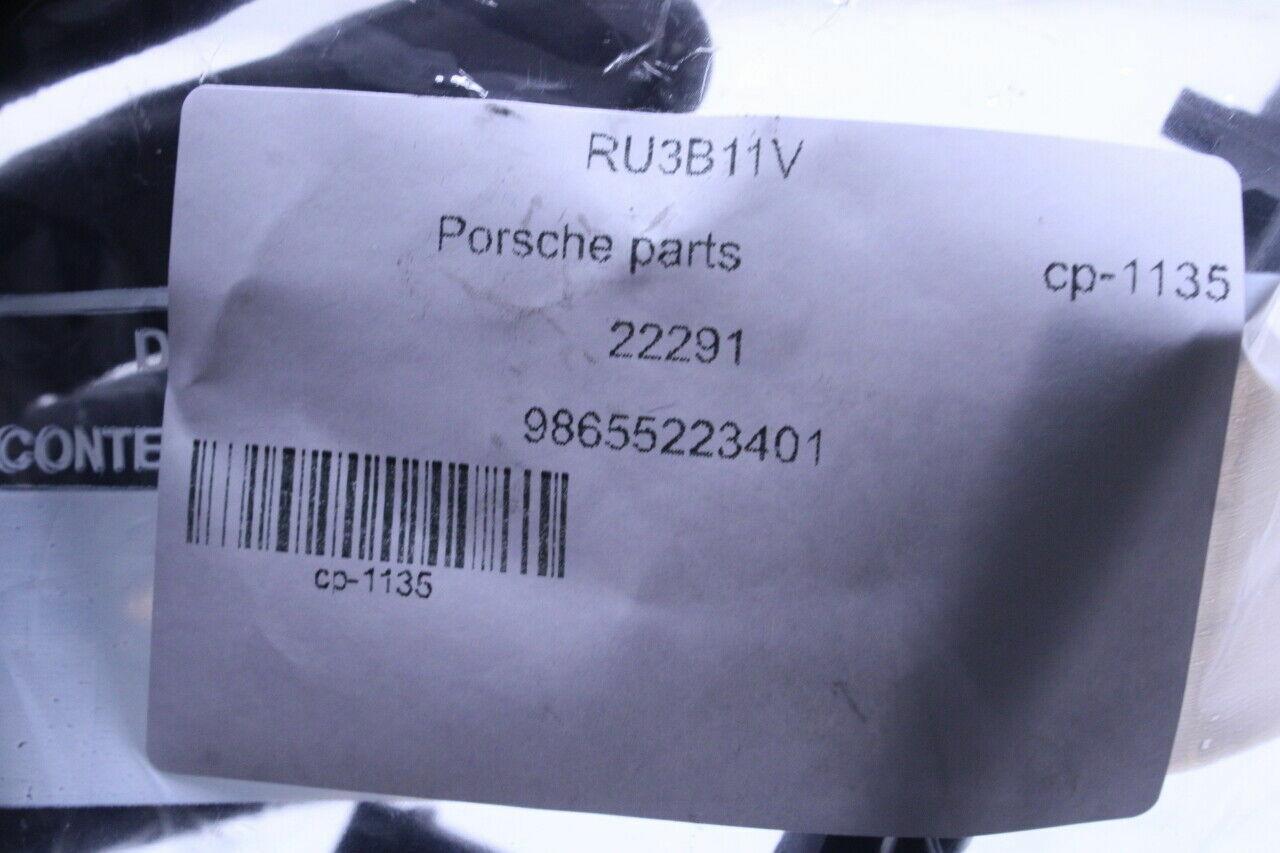 RU3B11V
Porsche parts
cp-1135
22291
98655223401
cp-1135
D
CONTE